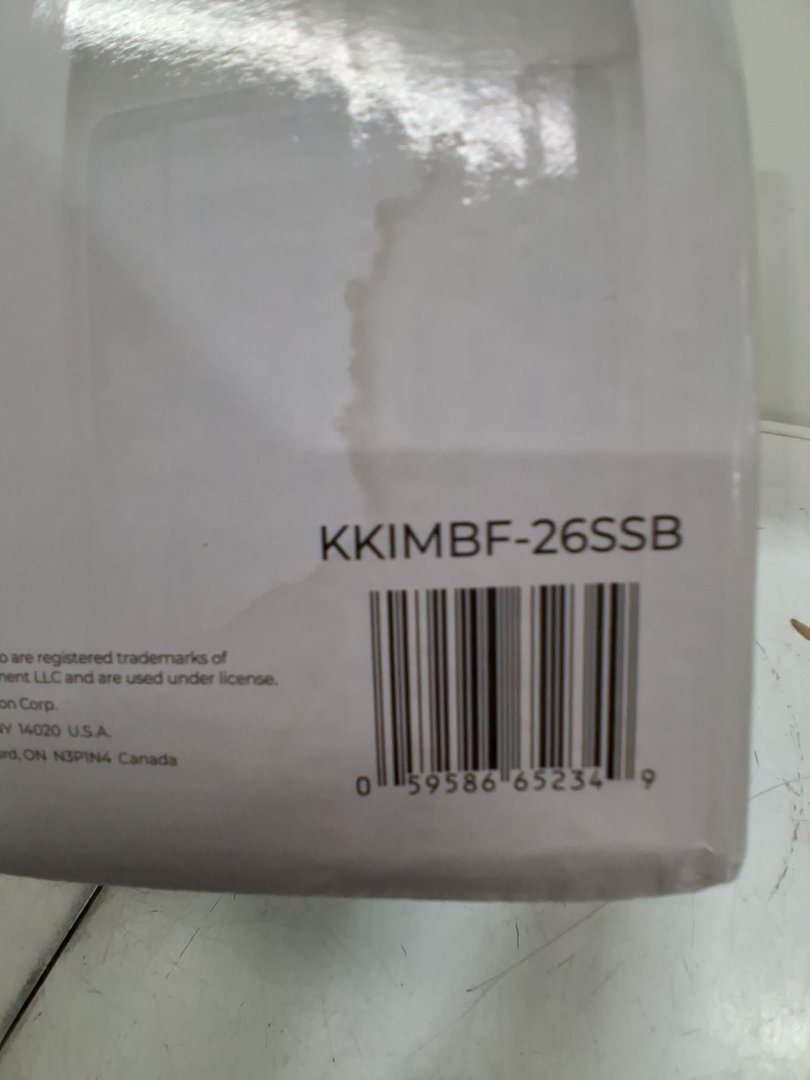 KKIMBF-26SSB
o are registered trademarks of
ment LLC and are used under license.
on Corp.
NY 14020 U.S.A.
ord, ON N3P1N4 Canada
0 59586 65234 9